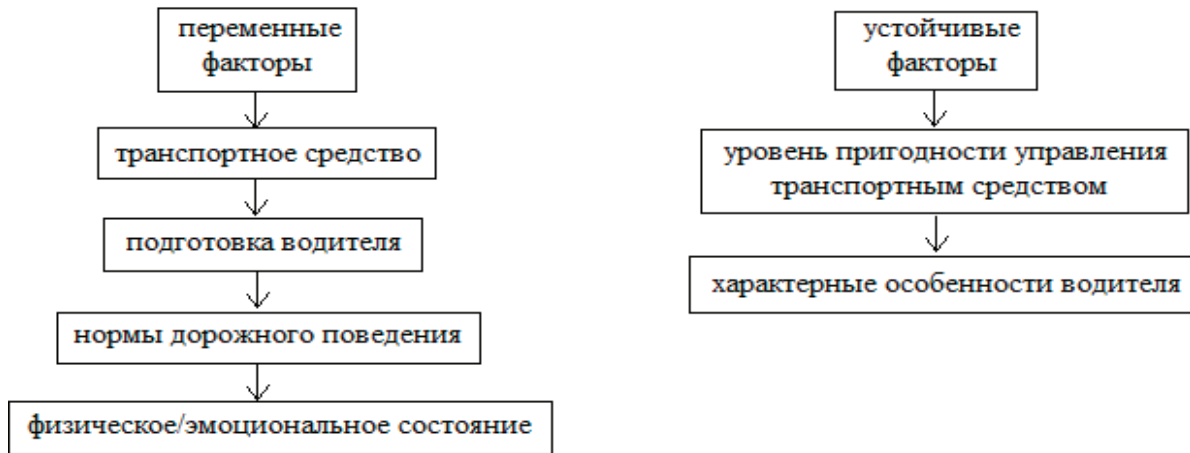 переменные
факторы
транспортное средство
подготовка водителя
нормы дорожного поведения
физическое/эмоциональное состояние
устойчивые
факторы
уровень пригодности управления
транспортным средством
характерные особенности водителя